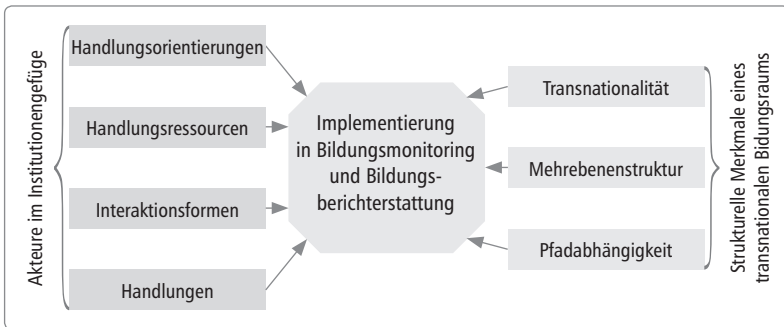 Akteure im Institutionengefüge
Handlungsorientierungen
Handlungsressourcen
Interaktionsformen
Handlungen
Implementierung
in Bildungsmonitoring
und Bildungs-
berichterstattung
Transnationalität
Mehrebenenstruktur
Pfadabhängigkeit
Strukturelle Merkmale eines
transnationalen Bidungsraums